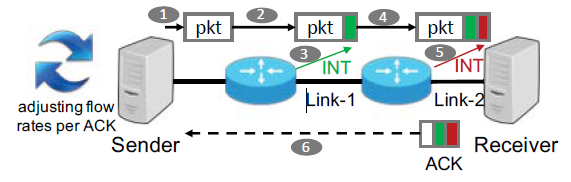 1
pkt
2
pkt
4
pkt
3
INT
5
INT
adjusting flow
rates per ACK
Link-1
Link-2
Sender
6
ACK
Receiver